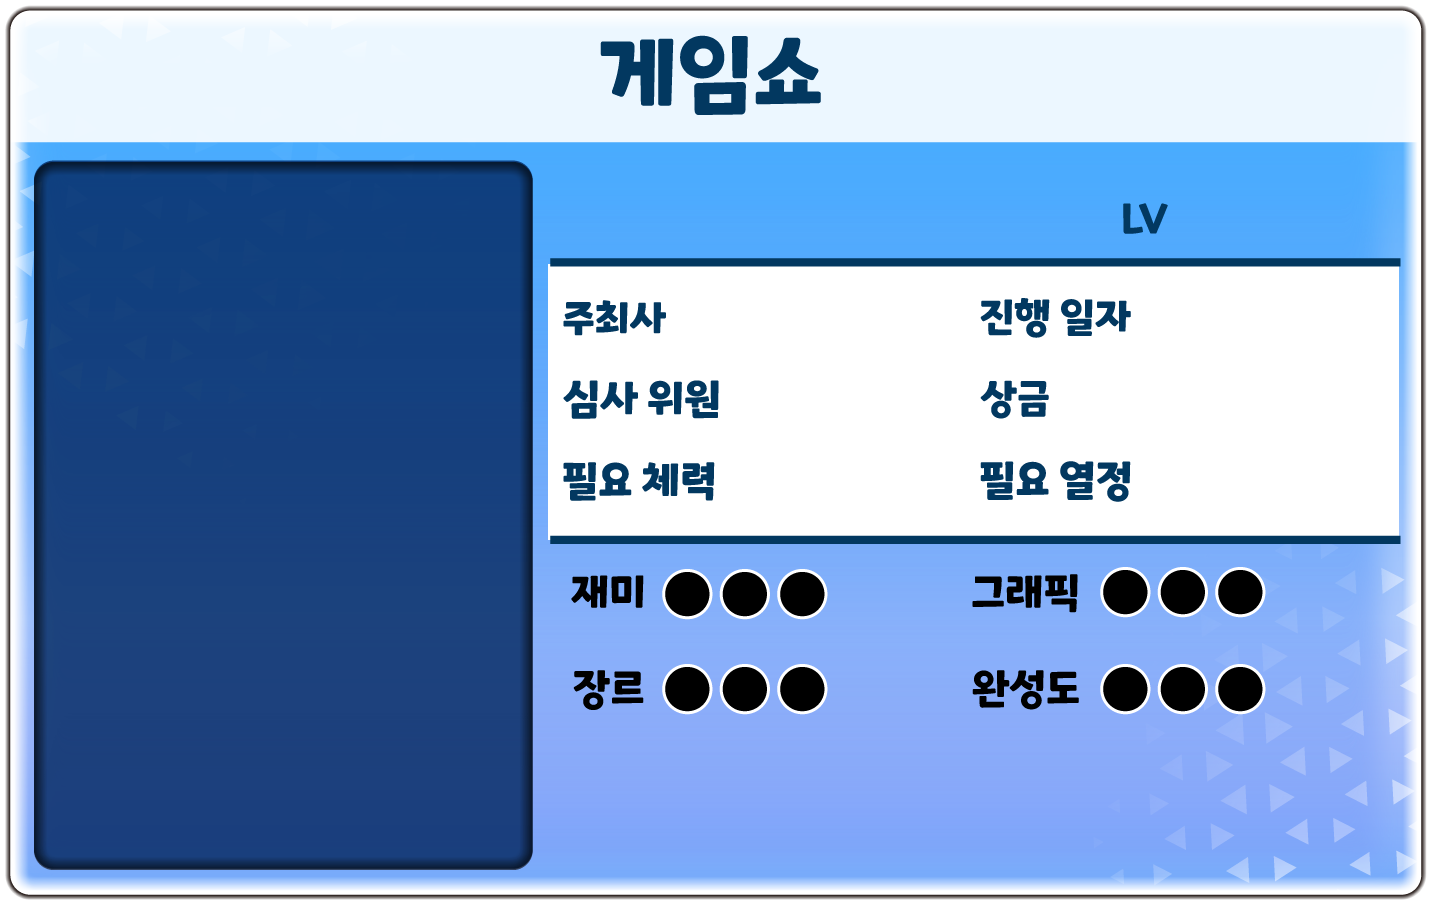 게임쇼
LV
주최사 진행 일자
심사 위원 상금
필요 체력 필요 열정
재미 그래픽
장르 완성도